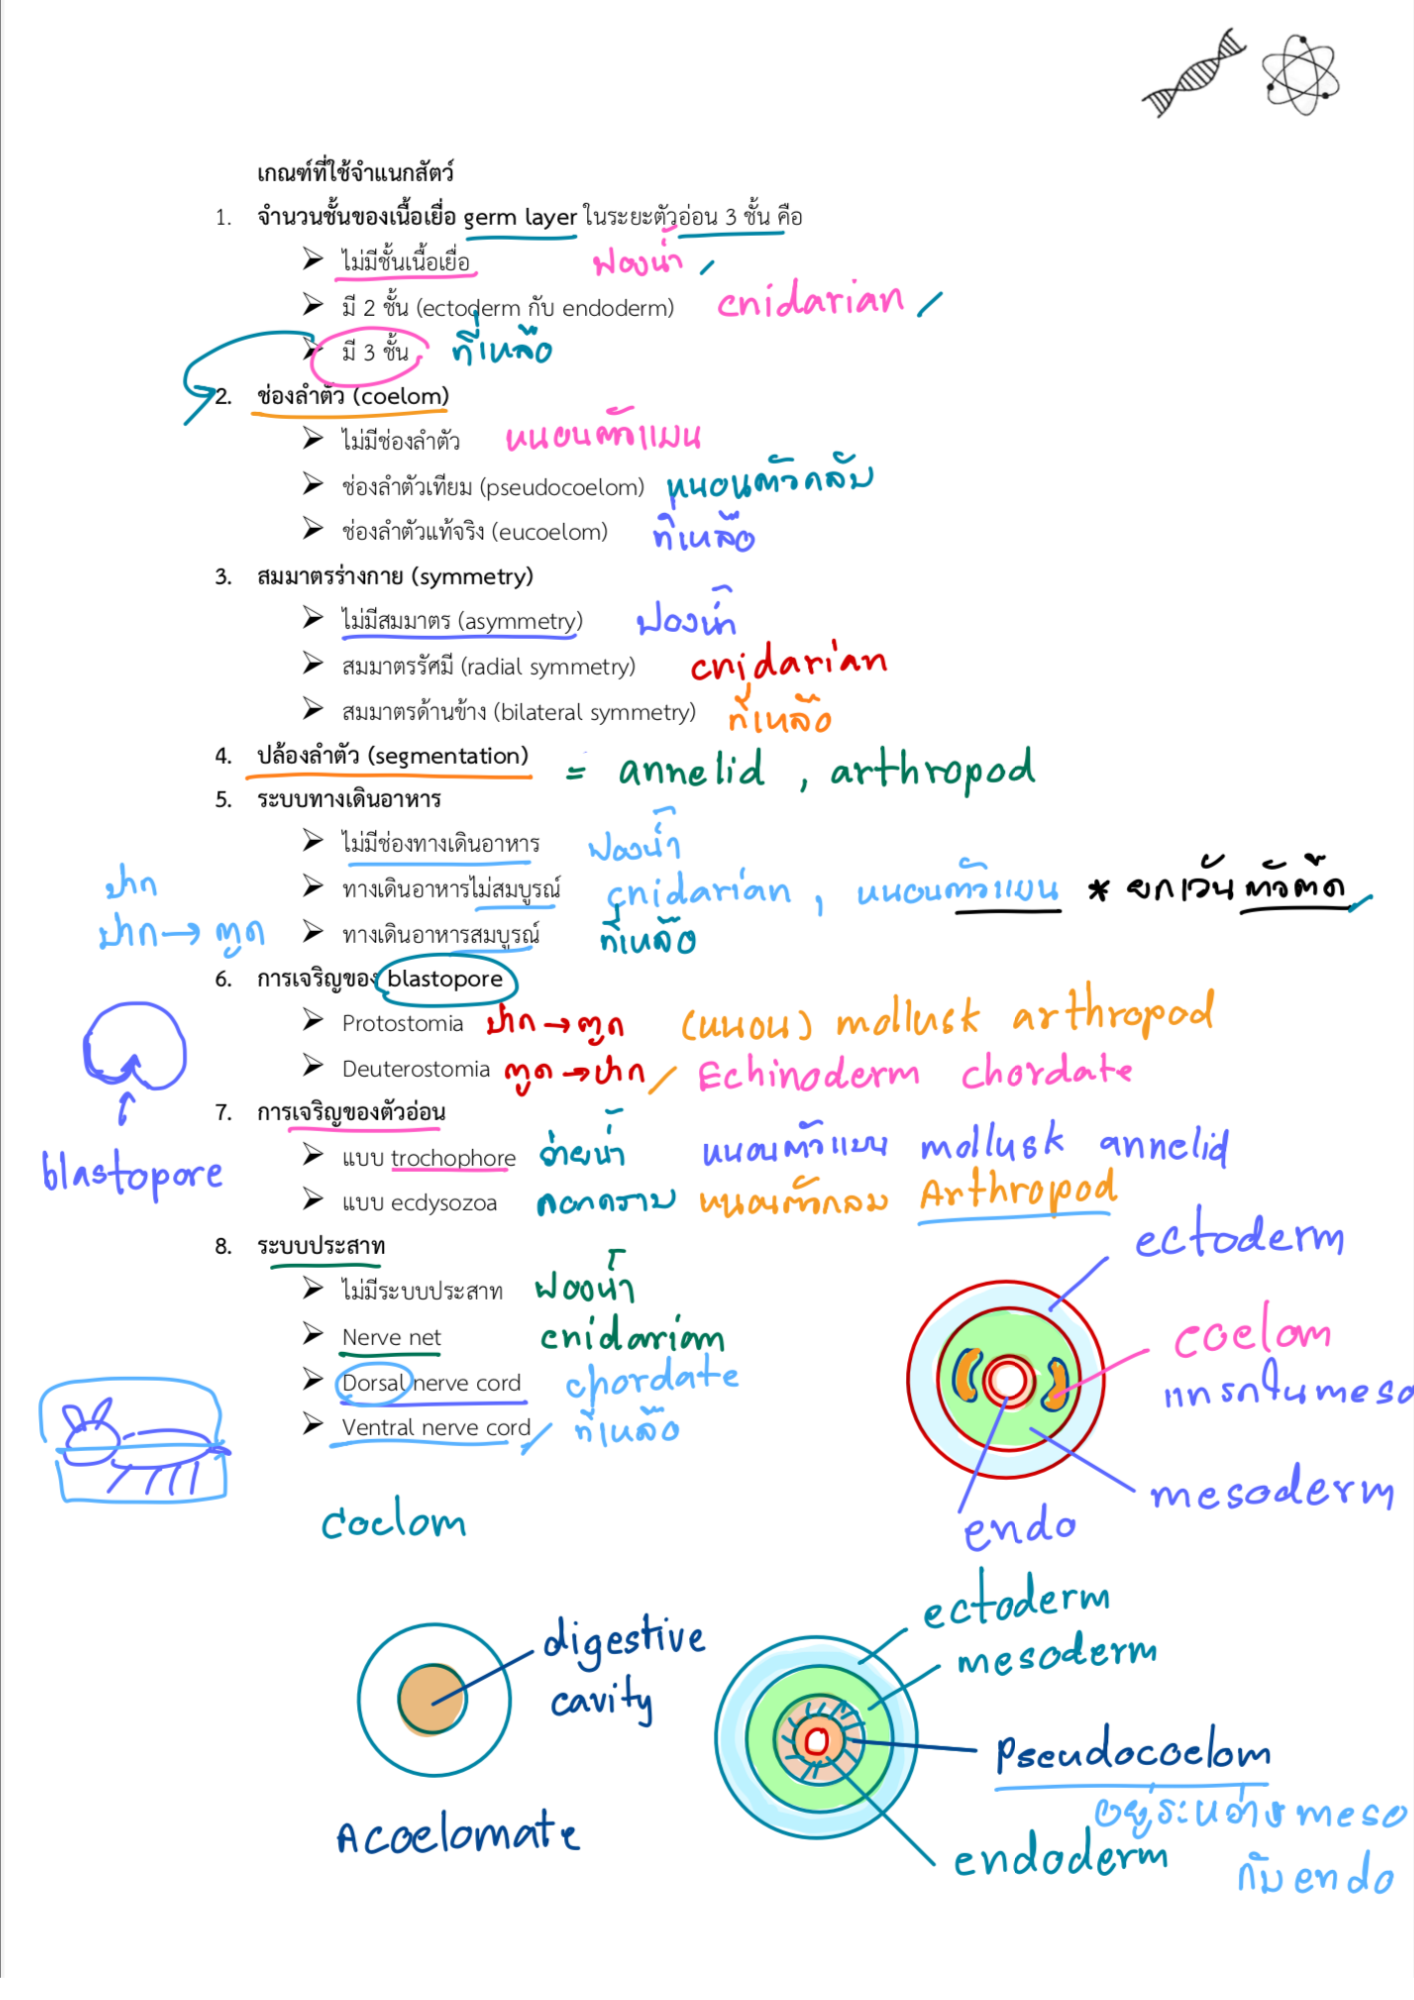 เกณฑ์ที่ใช้จำแนกสัตว์
1. จำนวนชั้นของเนื้อเยื่อ germ layer ในระยะตัวอ่อน 3 ชั้น คือ
➤ ไม่มีชั้นเนื้อเยื่อ ฟองน้ำ
➤ มี 2 ชั้น (ectoderm กับ endoderm) cnidarian
➤ มี 3 ชั้น ที่เหลือ
2. ช่องลำตัว (coelom)
➤ ไม่มีช่องลำตัว หนอนตัวแบน
➤ ช่องลำตัวเทียม (pseudocoelom) หนอนตัวกลม
➤ ช่องลำตัวแท้จริง (eucoelom) ที่เหลือ
3. สมมาตรร่างกาย (symmetry)
➤ ไม่มีสมมาตร (asymmetry) ฟองน้ำ
➤ สมมาตรรัศมี (radial symmetry) cnidarian
➤ สมมาตรด้านข้าง (bilateral symmetry) ที่เหลือ
4. ปล้องลำตัว (segmentation) = annelid , arthropod
5. ระบบทางเดินอาหาร
➤ ไม่มีช่องทางเดินอาหาร ฟองน้ำ
ปาก
➤ ทางเดินอาหารไม่สมบูรณ์ cnidarian , หนอนตัวแบน * ยกเว้นตัวตืด
ปาก → ตูด
➤ ทางเดินอาหารสมบูรณ์ ที่เหลือ
6. การเจริญของ blastopore
➤ Protostomia ปาก → ตูด (หนอน) mollusk arthropod
➤ Deuterostomia ตูด → ปาก Echinoderm chordate
blastopore
7. การเจริญของตัวอ่อน
➤ แบบ trochophore ว่ายน้ำ หนอนตัวแบน mollusk annelid
➤ แบบ ecdysozoa ลอกคราบ หนอนตัวกลม Arthropod
8. ระบบประสาท
➤ ไม่มีระบบประสาท ฟองน้ำ
➤ Nerve net cnidarian
➤ Dorsal nerve cord chordate
➤ Ventral nerve cord ที่เหลือ
ectoderm
coelom
แทรกในmeso
mesoderm
endo
coelom
digestive
cavity
Acoelomate
ectoderm
mesoderm
Pseudocoelom
อยู่ระหว่าง meso
กับ endo
endoderm